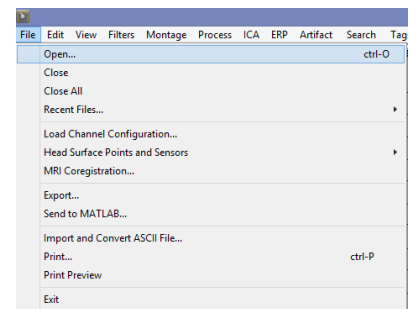 File Edit View Filters Montage Process ICA ERP Artifact Search Tag
Open... ctrl-O
Close
Close All
Recent Files...
Load Channel Configuration...
Head Surface Points and Sensors
MRI Coregistration...
Export...
Send to MATLAB...
Import and Convert ASCII File...
Print... ctrl-P
Print Preview
Exit